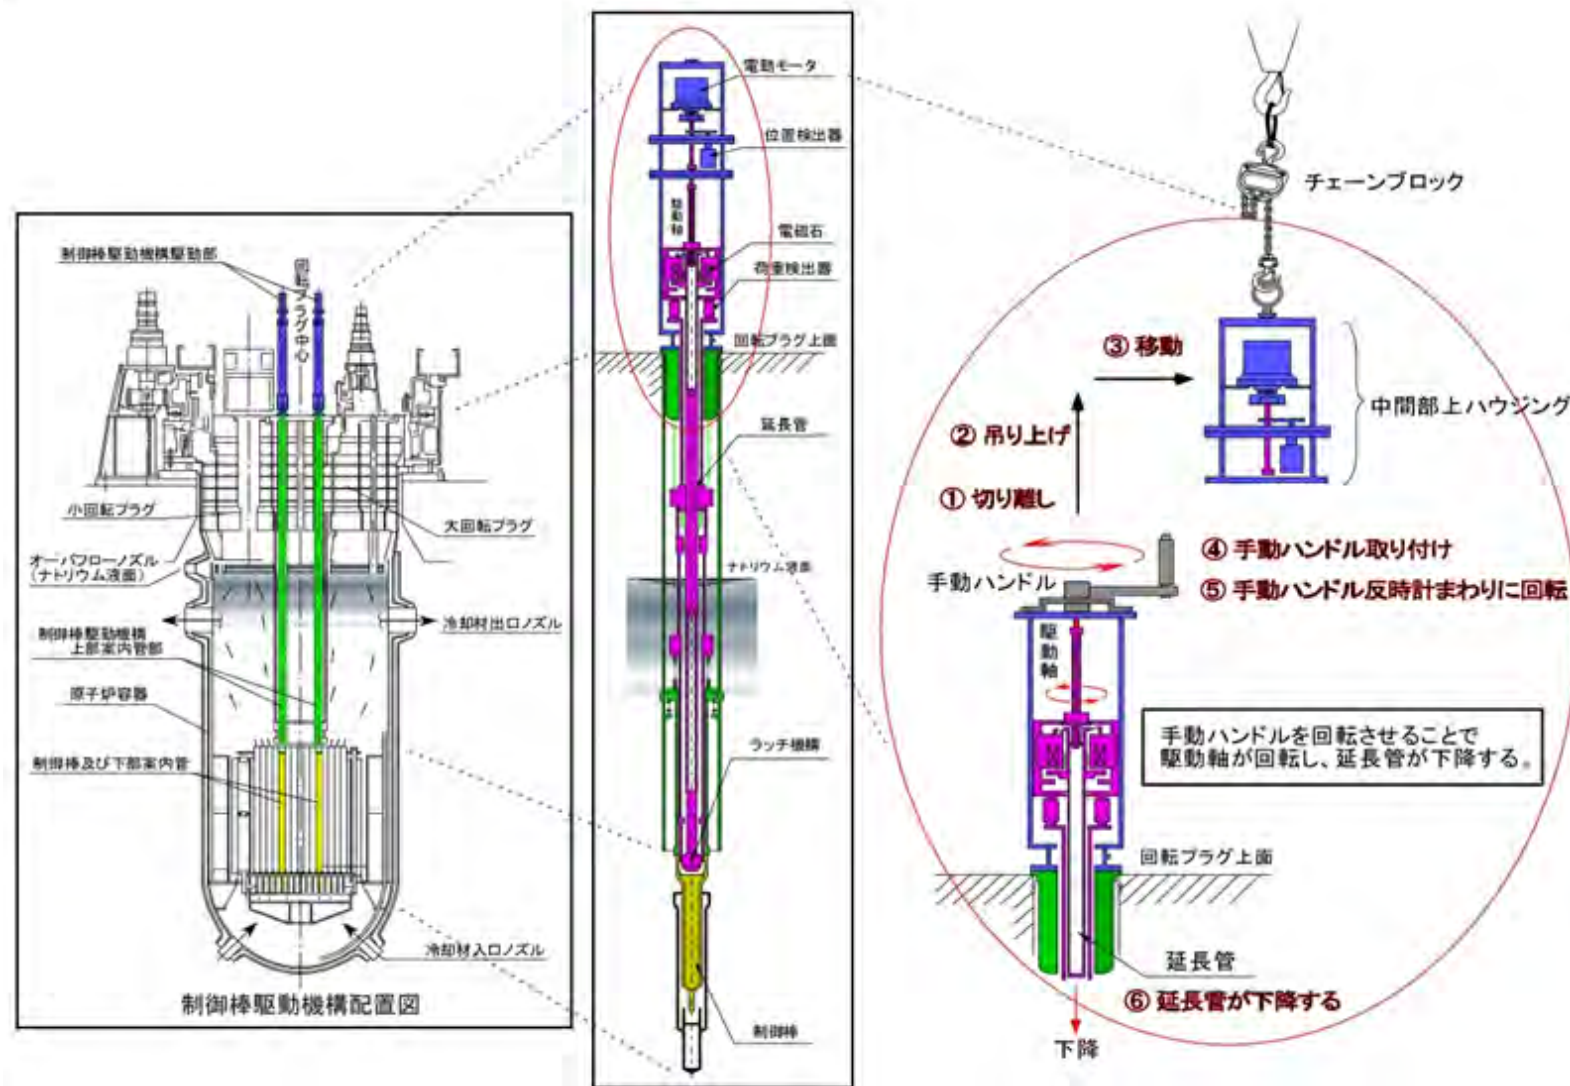 制御棒駆動機構駆動部
回転プラグ中心
小回転プラグ
大回転プラグ
オーバフローノズル
(ナトリウム液面)
冷却材出口ノズル
制御棒駆動機構
上部案内管部
原子炉容器
制御棒及び下部案内管
冷却材入口ノズル
制御棒駆動機構配置図
電動モータ
位置検出器
駆動軸
電磁石
荷重検出器
回転プラグ上面
延長管
ナトリウム液面
ラッチ機構
制御棒
チェーンブロック
③ 移動
中間部上ハウジング
② 吊り上げ
① 切り離し
④ 手動ハンドル取り付け
手動ハンドル
⑤ 手動ハンドル反時計まわりに回転
駆動軸
手動ハンドルを回転させることで
駆動軸が回転し、延長管が下降する。
回転プラグ上面
延長管
⑥ 延長管が下降する
下降